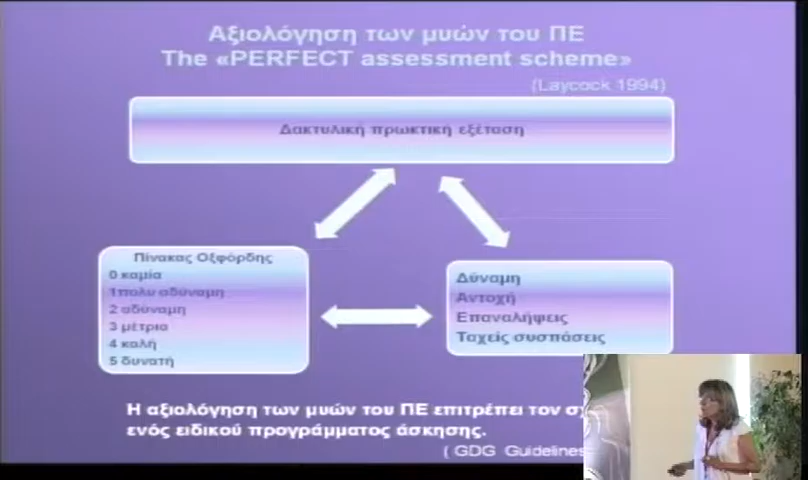 Αξιολόγηση των μυών του ΠΕ
The «PERFECT assessment scheme»
(Laycock 1994)
Δακτυλική πρωκτική εξέταση
Πίνακας Οξφόρδης
0 καμία
1πολυ αδύναμη
2 αδύναμη
3 μέτρια
4 καλή
5 δυνατή
Δύναμη
Αντοχή
Επαναλήψεις
Ταχείς συσπάσεις
Η αξιολόγηση των μυών του ΠΕ επιτρέπει τον
ενός ειδικού προγράμματος άσκησης.
( GDG Guidelines